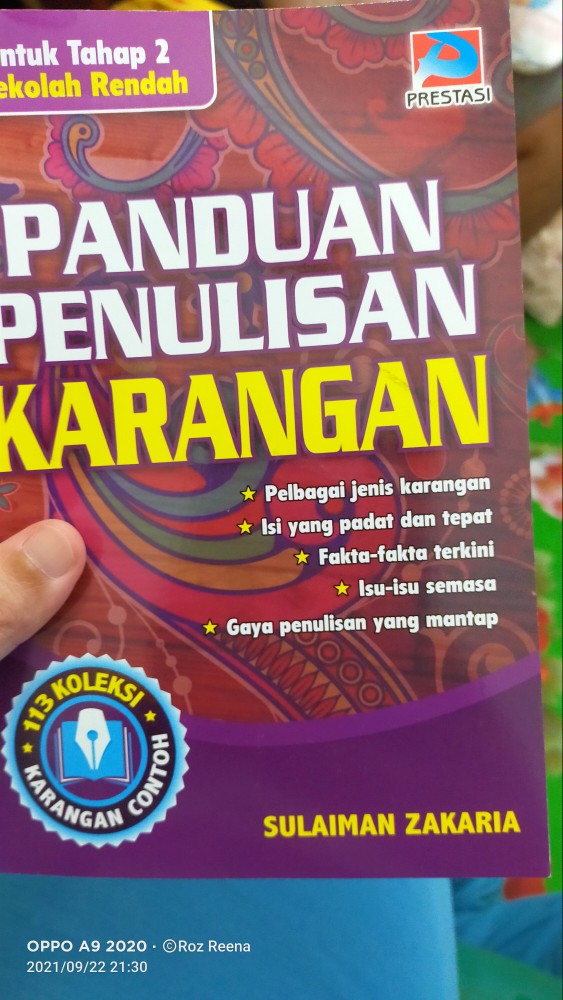 ntuk Tahap 2
ekolah Rendah
PRESTASI
PANDUAN
PENULISAN
KARANGAN
Pelbagai jenis karangan
Isi yang padat dan tepat
Fakta-fakta terkini
Isu-isu semasa
Gaya penulisan yang mantap
113 KOLEKSI
KARANGAN CONTOH
SULAIMAN ZAKARIA
OPPO A9 2020 · ©Roz Reena
2021/09/22 21:30